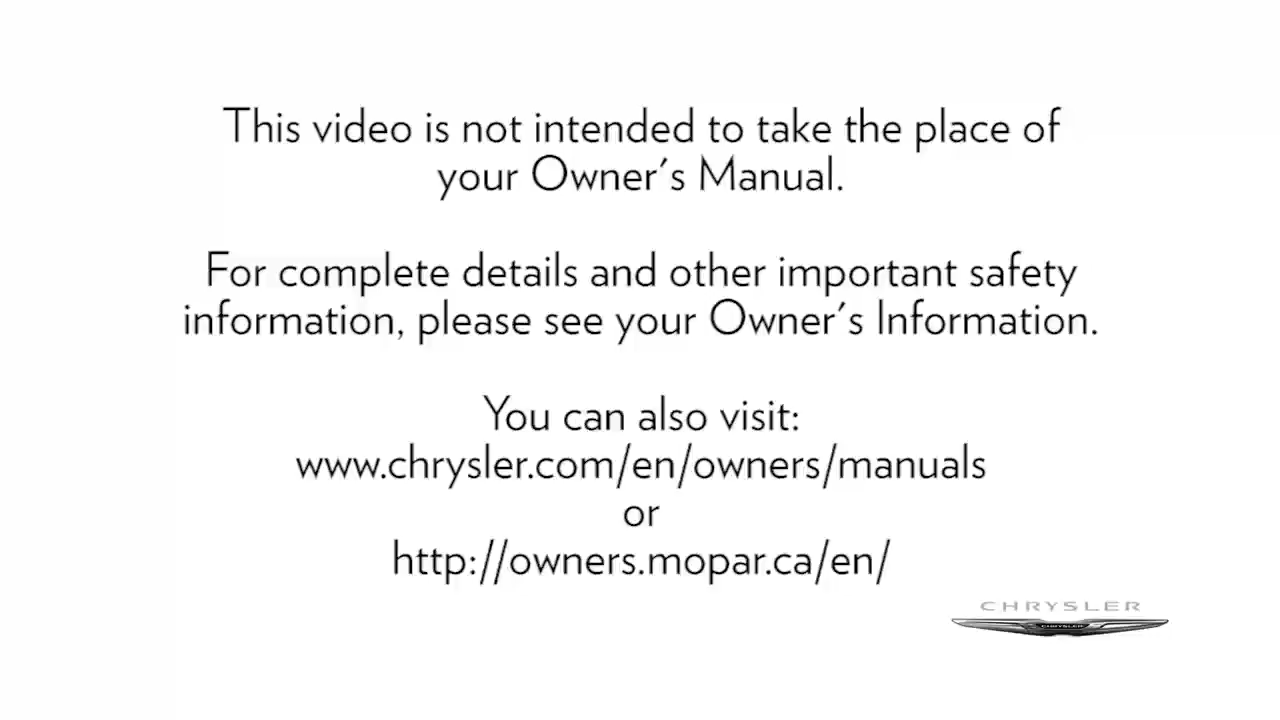 This video is not intended to take the place of
your Owner's Manual.
For complete details and other important safety
information, please see your Owner's Information.
You can also visit:
www.chrysler.com/en/owners/manuals
or
http://owners.mopar.ca/en/
CHRYSLER
CHRYSLER